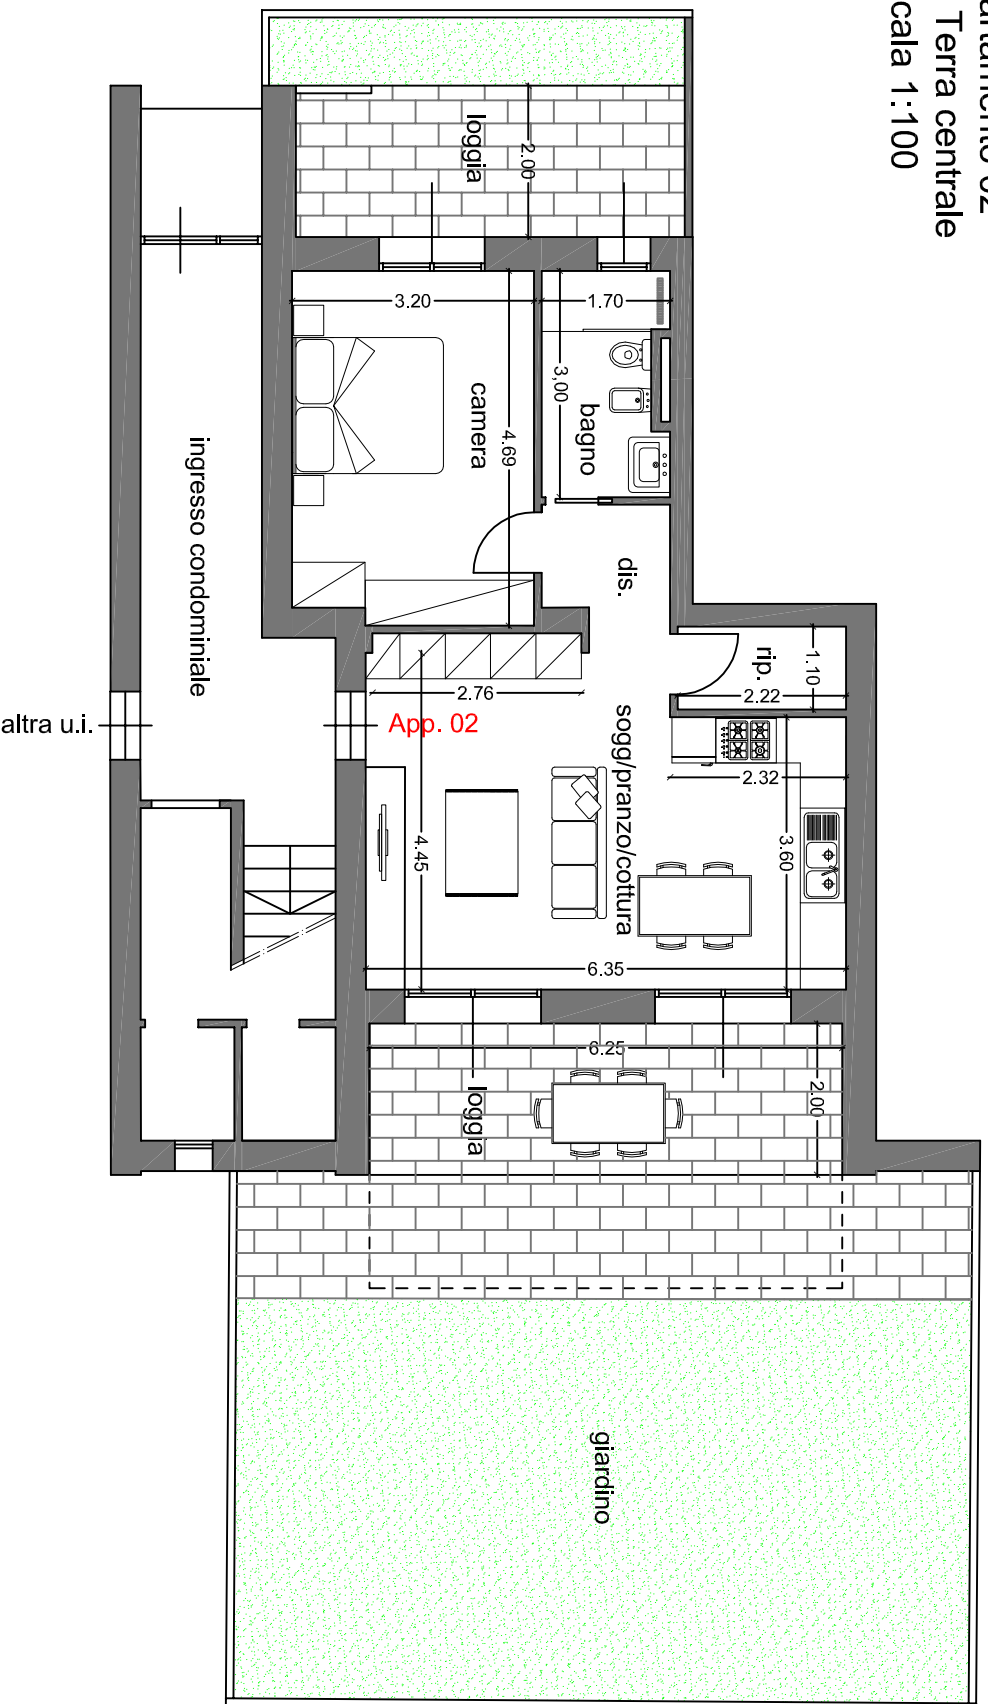 Terra centrale
cala 1:100
loggia
2.00
3.20
1.70
camera
4.69
3,00
bagno
ingresso condominiale
dis.
rip.
1.10
2.22
2.76
altra u.i.
App. 02
sogg/pranzo/cottura
2.32
3.60
4.45
6.35
6.25
loggia
2.00
giardino